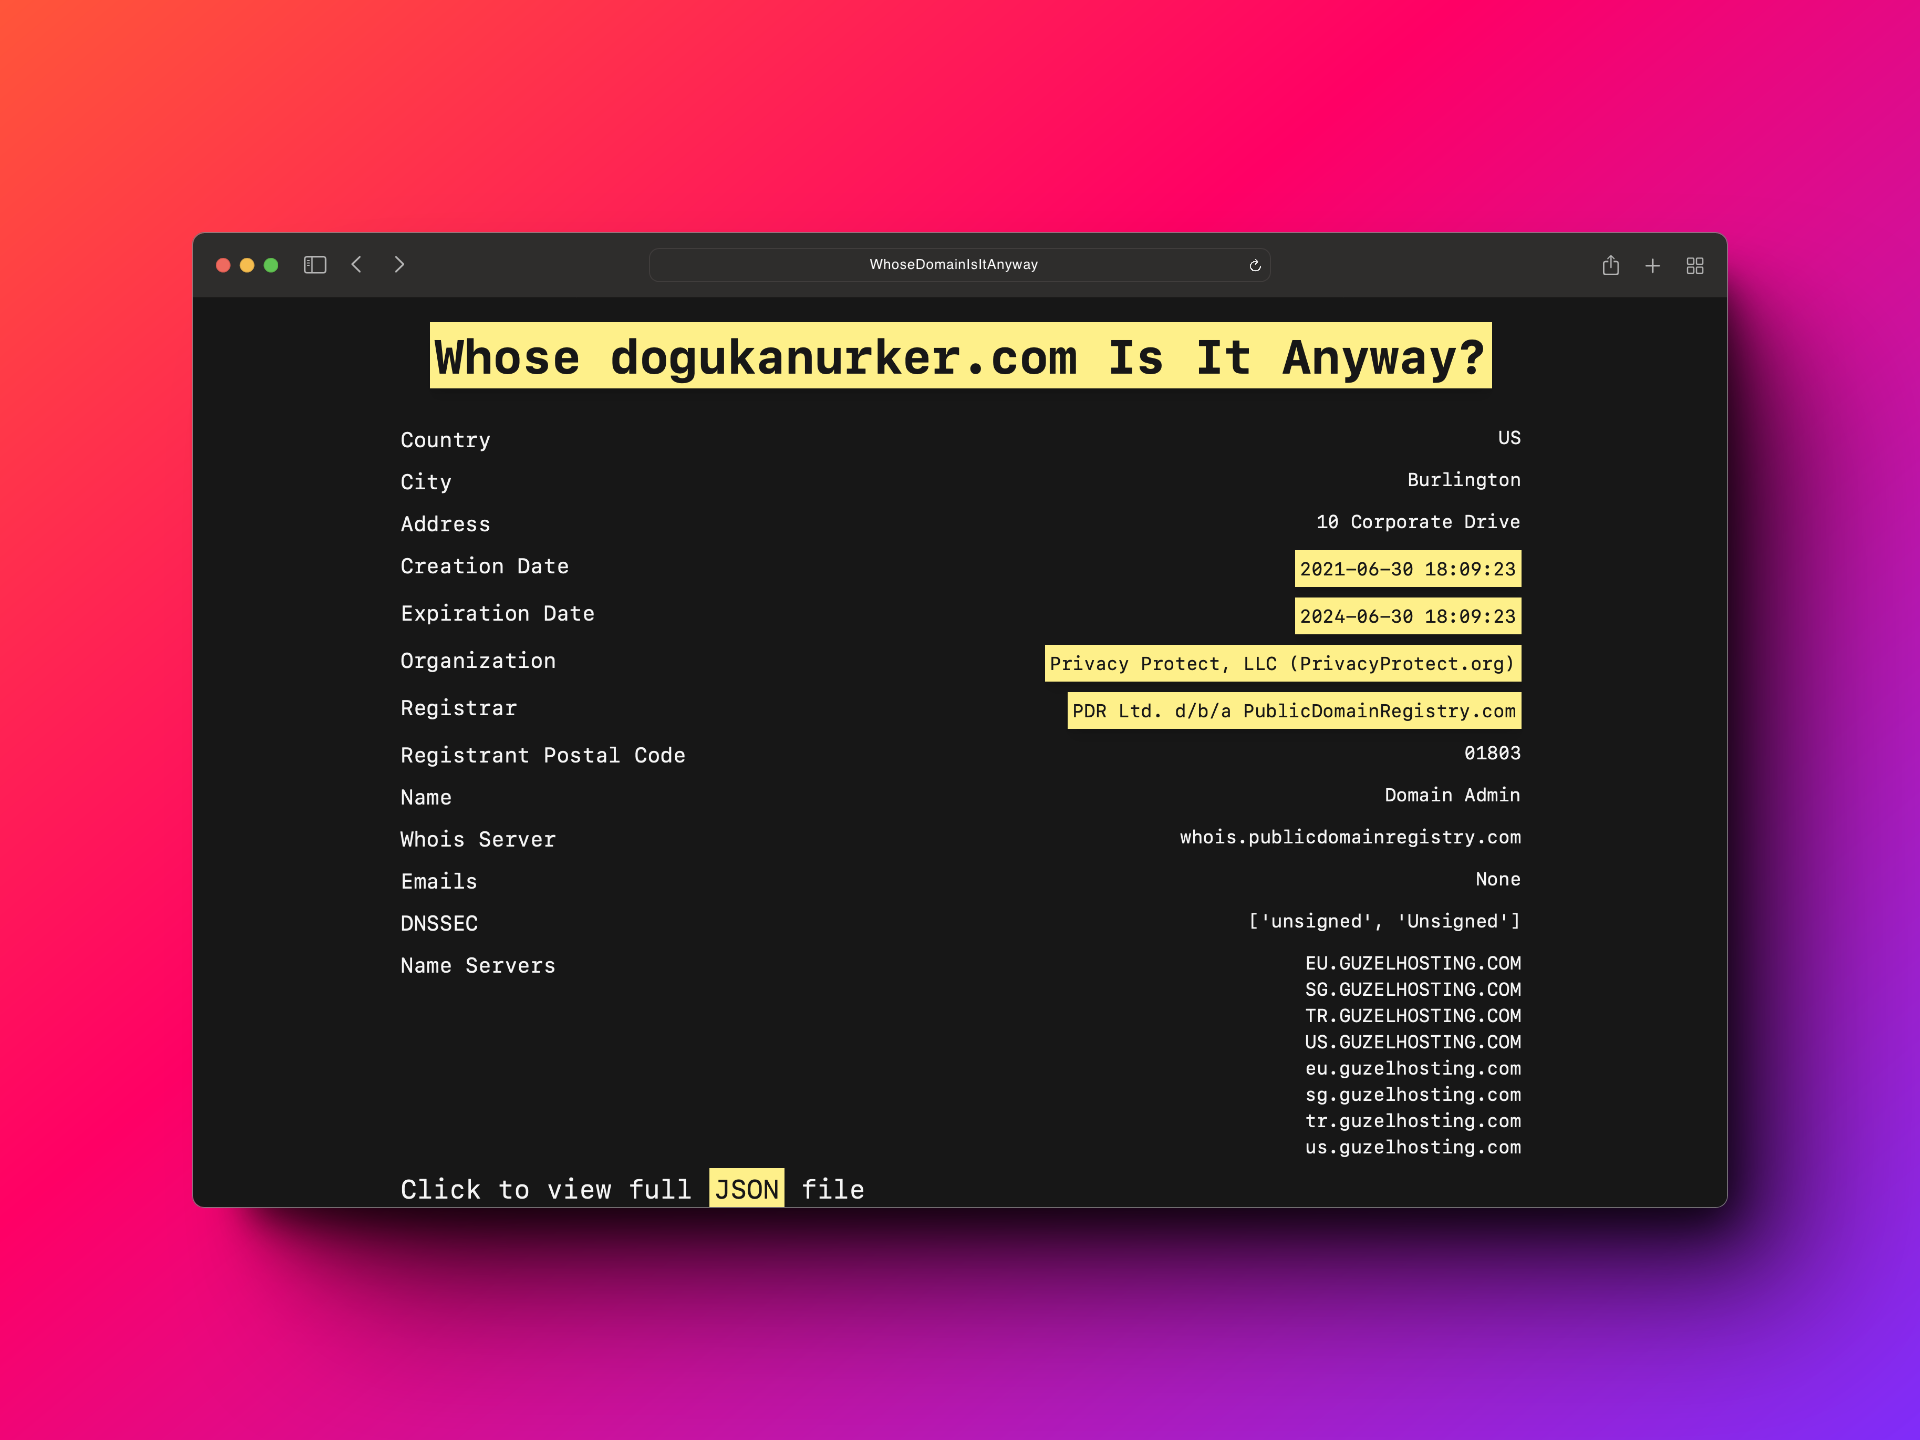 WhoseDomainIsItAnyway
Whose dogukanurker.com Is It Anyway?
Country US
City Burlington
Address 10 Corporate Drive
Creation Date 2021-06-30 18:09:23
Expiration Date 2024-06-30 18:09:23
Organization Privacy Protect, LLC (PrivacyProtect.org)
Registrar PDR Ltd. d/b/a PublicDomainRegistry.com
Registrant Postal Code 01803
Name Domain Admin
Whois Server whois.publicdomainregistry.com
Emails None
DNSSEC ['unsigned', 'Unsigned']
Name Servers EU.GUZELHOSTING.COM
SG.GUZELHOSTING.COM
TR.GUZELHOSTING.COM
US.GUZELHOSTING.COM
eu.guzelhosting.com
sg.guzelhosting.com
tr.guzelhosting.com
us.guzelhosting.com
Click to view full JSON file